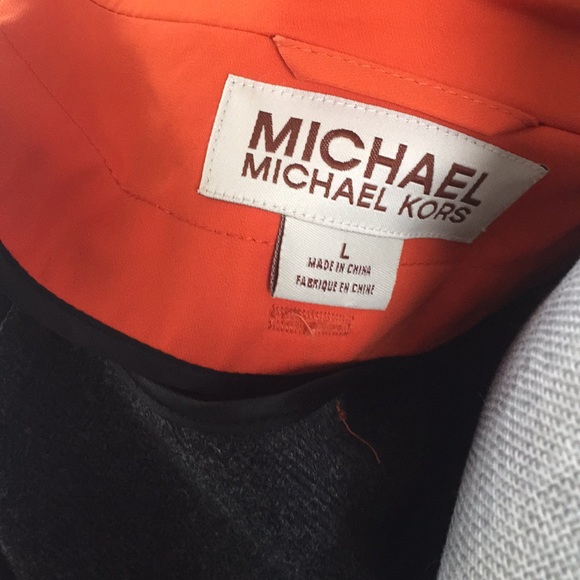 MICHAEL
MICHAEL KORS
L
MADE IN CHINA
FABRIQUE EN CHINE